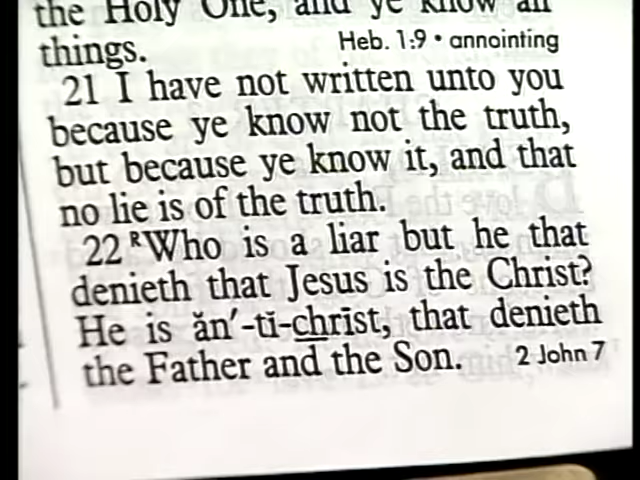 the Holy One, and ye know all
things. Heb. 1:9 • annointing
21 I have not written unto you
because ye know not the truth,
but because ye know it, and that
no lie is of the truth.
22 ᴿWho is a liar but he that
denieth that Jesus is the Christ?
He is ăn′-tĭ-chrīst, that denieth
the Father and the Son. 2 John 7